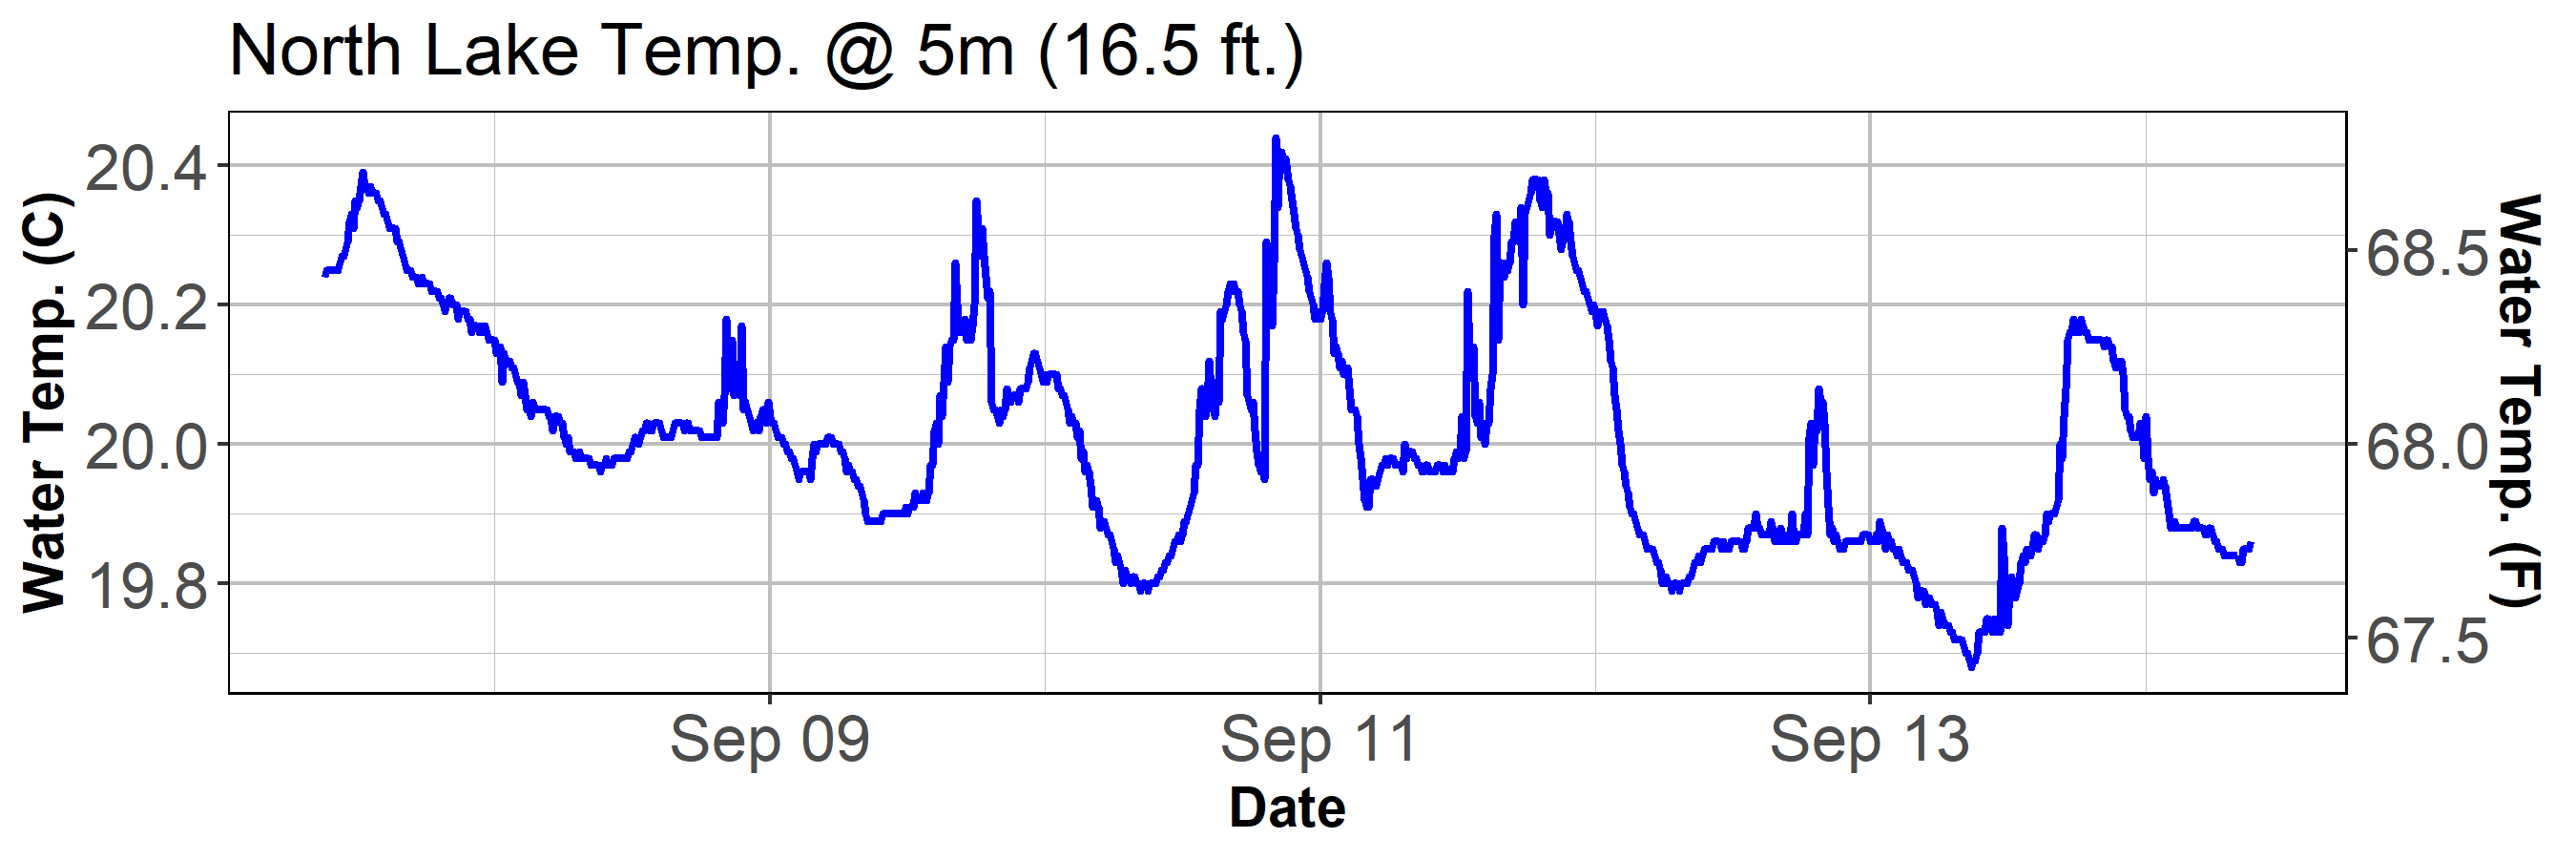 North Lake Temp. @ 5m (16.5 ft.)
Water Temp. (C)
20.4
20.2
20.0
19.8
68.5
68.0
67.5
Water Temp. (F)
Sep 09 Sep 11 Sep 13
Date